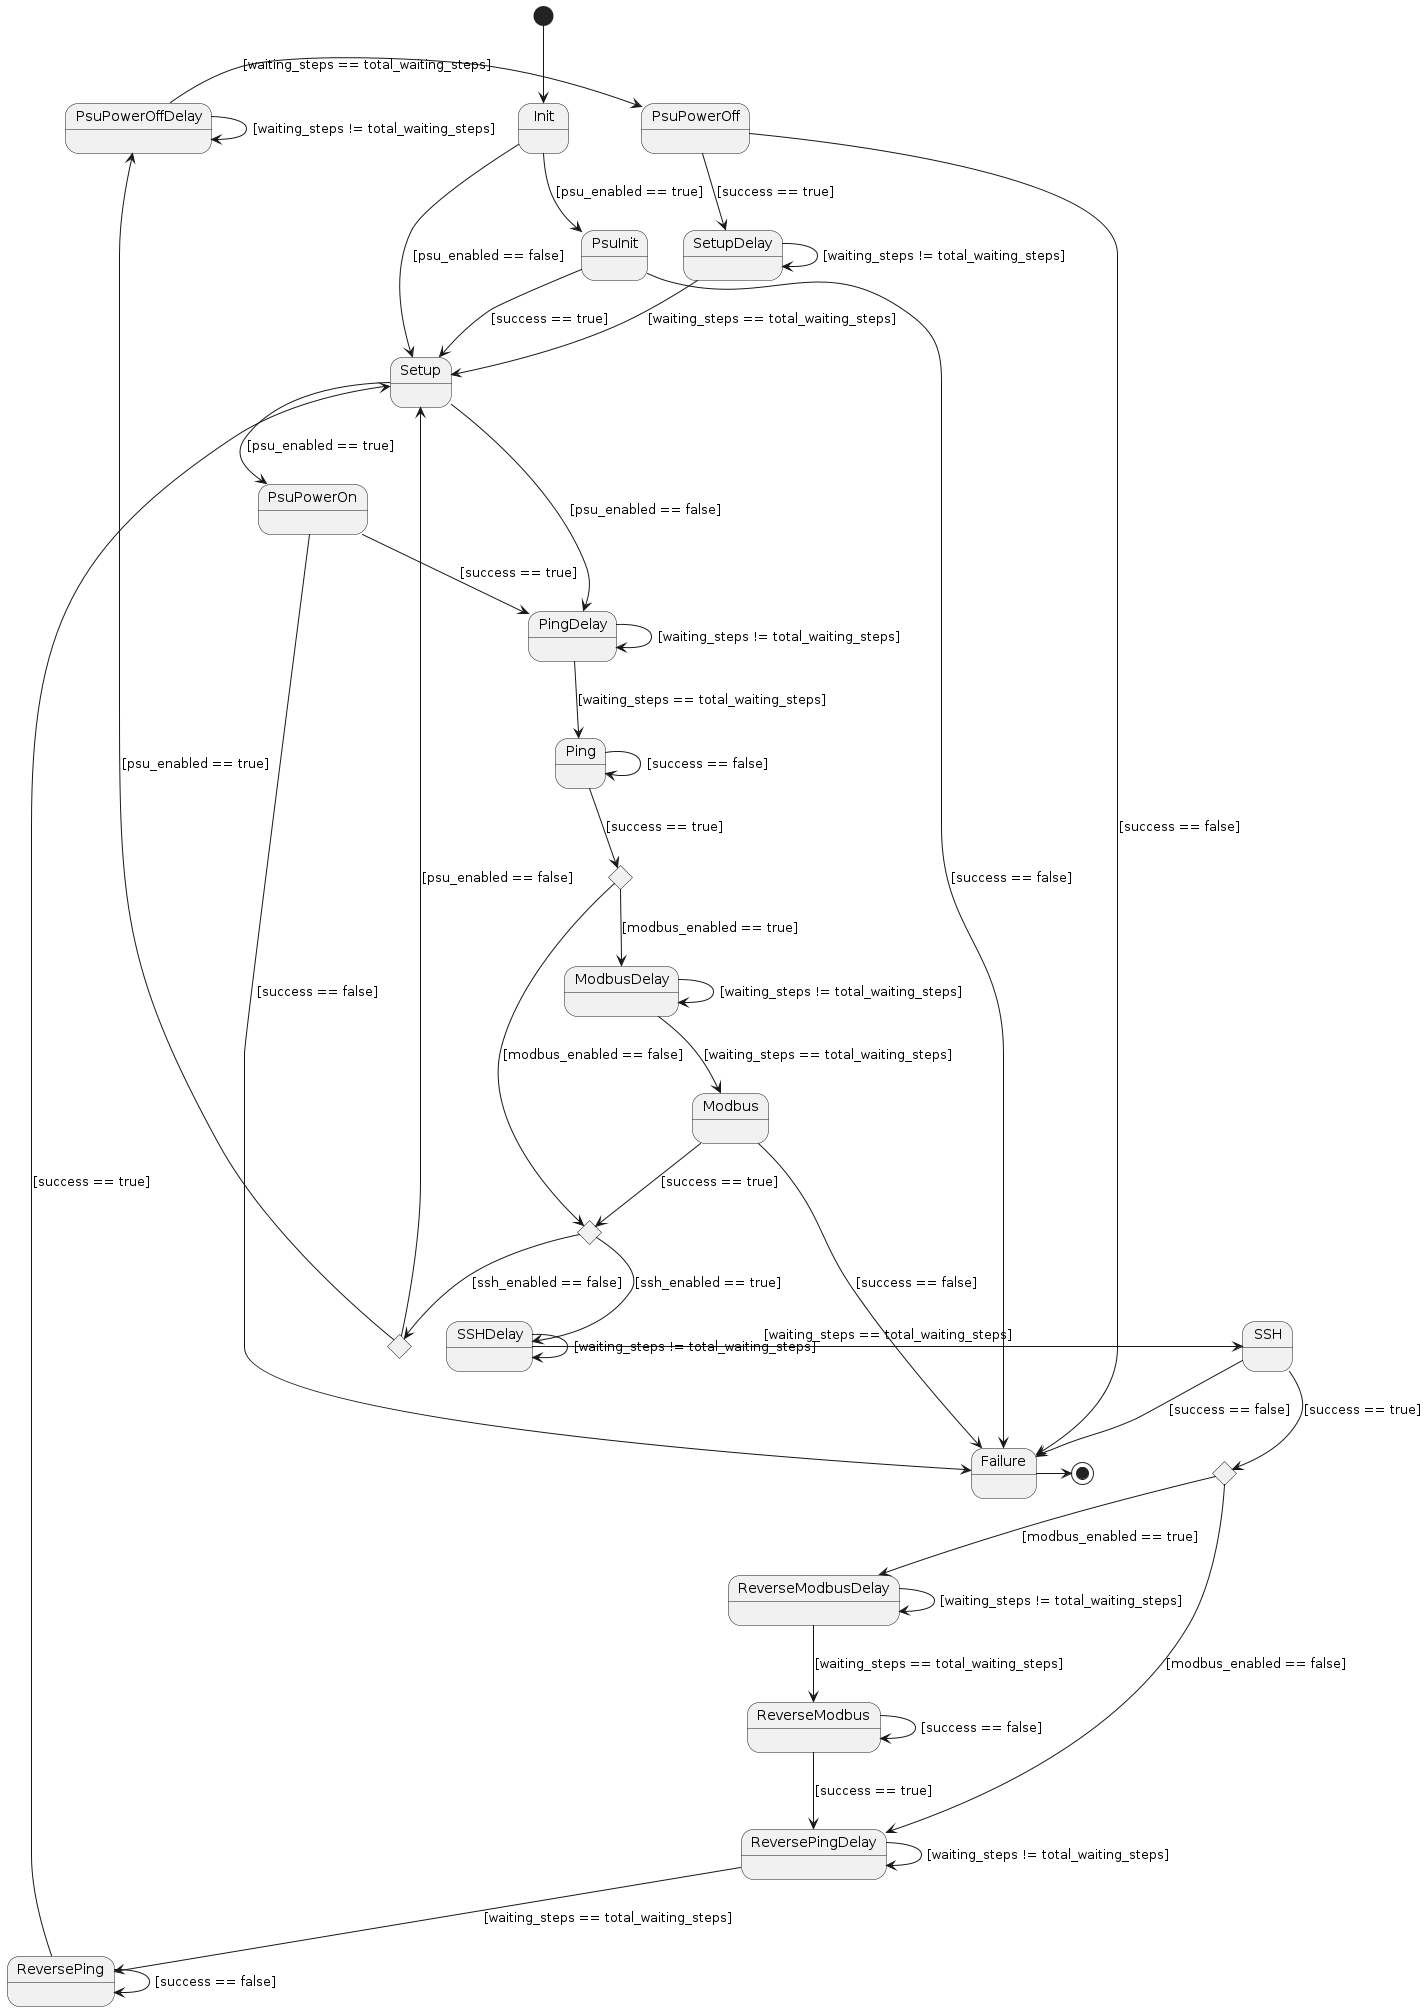 [waiting_steps == total_waiting_steps]
PsuPowerOffDelay
Init
PsuPowerOff
[waiting_steps != total_waiting_steps]
[psu_enabled == true]
[success == true]
PsuInit
SetupDelay
[psu_enabled == false]
[waiting_steps != total_waiting_steps]
[success == true]
[waiting_steps == total_waiting_steps]
Setup
[psu_enabled == true]
PsuPowerOn
[psu_enabled == false]
[success == true]
PingDelay
[waiting_steps != total_waiting_steps]
[waiting_steps == total_waiting_steps]
Ping
[psu_enabled == true]
[success == false]
[success == true]
[success == false]
[psu_enabled == false]
[success == false]
[modbus_enabled == true]
ModbusDelay
[success == false]
[waiting_steps != total_waiting_steps]
[modbus_enabled == false]
[waiting_steps == total_waiting_steps]
Modbus
[success == true]
[success == true]
[ssh_enabled == false]
[ssh_enabled == true]
[success == false]
SSHDelay
[waiting_steps == total_waiting_steps]
SSH
[waiting_steps != total_waiting_steps]
[success == false]
[success == true]
Failure
[modbus_enabled == true]
ReverseModbusDelay
[waiting_steps != total_waiting_steps]
[waiting_steps == total_waiting_steps]
[modbus_enabled == false]
ReverseModbus
[success == false]
[success == true]
ReversePingDelay
[waiting_steps != total_waiting_steps]
[waiting_steps == total_waiting_steps]
ReversePing
[success == false]